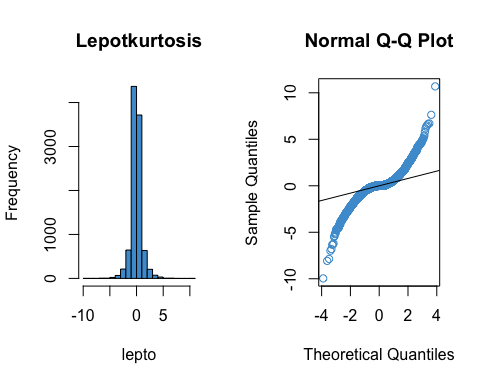 Lepotkurtosis
Frequency
0
1000
3000
-10
0
5
lepto
Normal Q-Q Plot
Sample Quantiles
-10
-5
0
5
10
-4
-2
0
2
4
Theoretical Quantiles